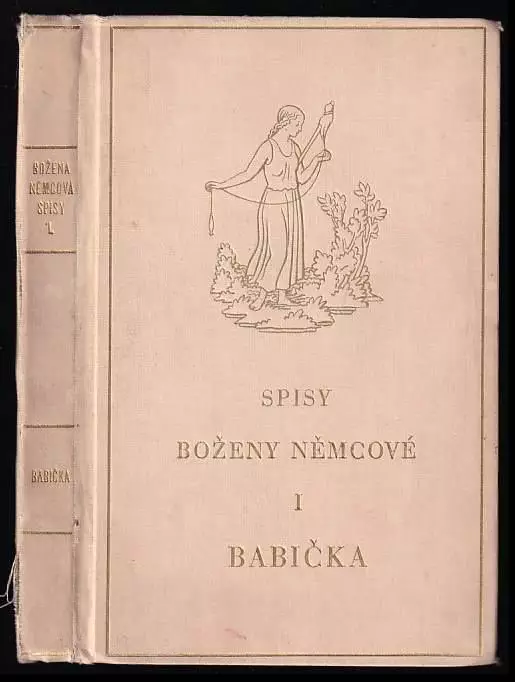 BOŽENA
NĚMCOVÁ
SPISY
I.
BABIČKA
SPISY
BOŽENY NĚMCOVÉ
I
BABIČKA